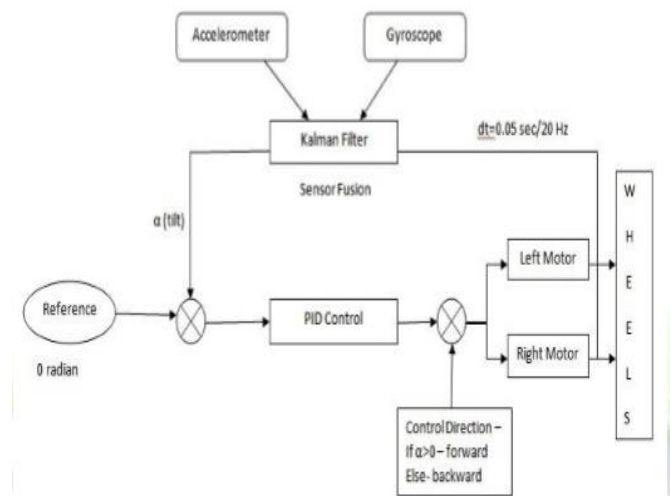 Accelerometer
Gyroscope
Kalman Filter
dt=0.05 sec/20 Hz
Sensor Fusion
α (tilt)
W
H
E
E
L
S
Left Motor
Reference
PID Control
Right Motor
0 radian
Control Direction –
If α>0 – forward
Else- backward